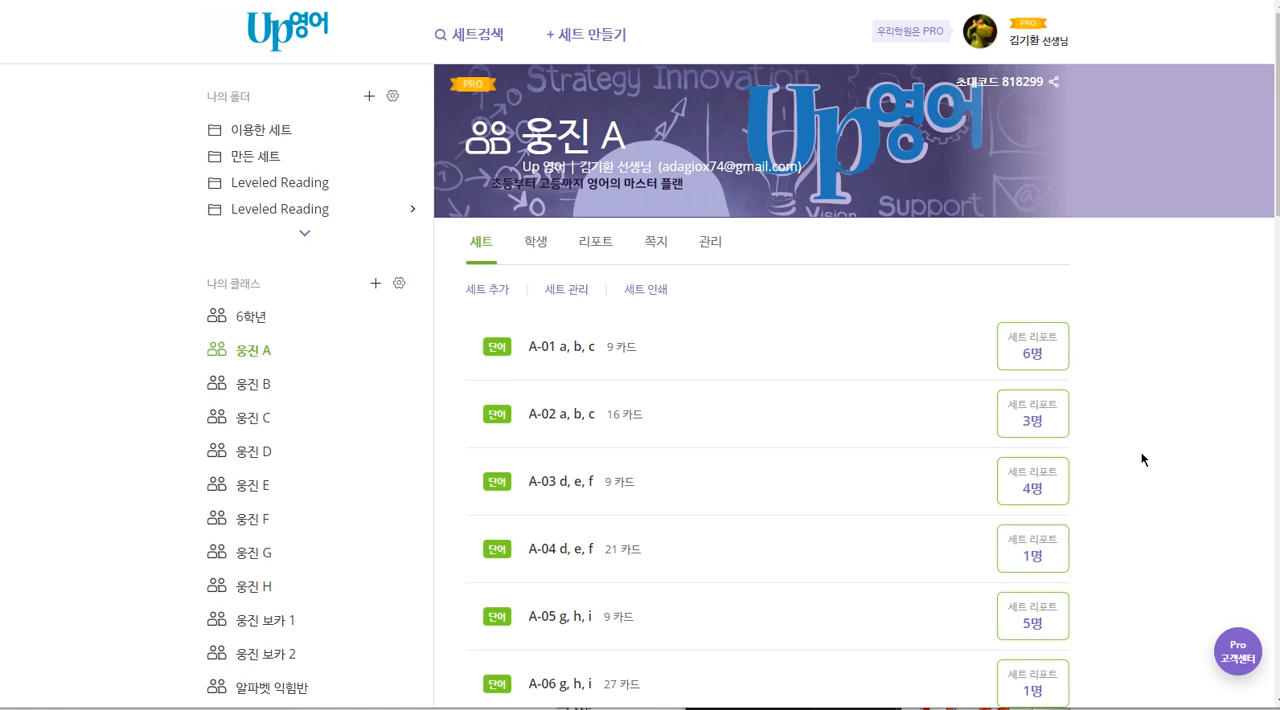 Up영어
세트검색
+ 세트 만들기
우리학원은 PRO
PRO
김기환 선생님
나의 폴더
이용한 세트
만든 세트
Leveled Reading
Leveled Reading
나의 클래스
6학년
웅진 A
웅진 B
웅진 C
웅진 D
웅진 E
웅진 F
웅진 G
웅진 H
웅진 보카 1
웅진 보카 2
알파벳 익힘반
PRO
Strategy Innovation
초대코드 818299
Up영어
웅진 A
Up 영어 | 김기환 선생님 (adagiox74@gmail.com)
초등부터 고등까지 영어의 마스터 플랜
Vision
Support
세트 학생 리포트 쪽지 관리
세트 추가 | 세트 관리 | 세트 인쇄
단어 A-01 a, b, c 9 카드
세트 리포트
6명
단어 A-02 a, b, c 16 카드
세트 리포트
3명
단어 A-03 d, e, f 9 카드
세트 리포트
4명
단어 A-04 d, e, f 21 카드
세트 리포트
1명
단어 A-05 g, h, i 9 카드
세트 리포트
5명
단어 A-06 g, h, i 27 카드
세트 리포트
1명
Pro
고객센터